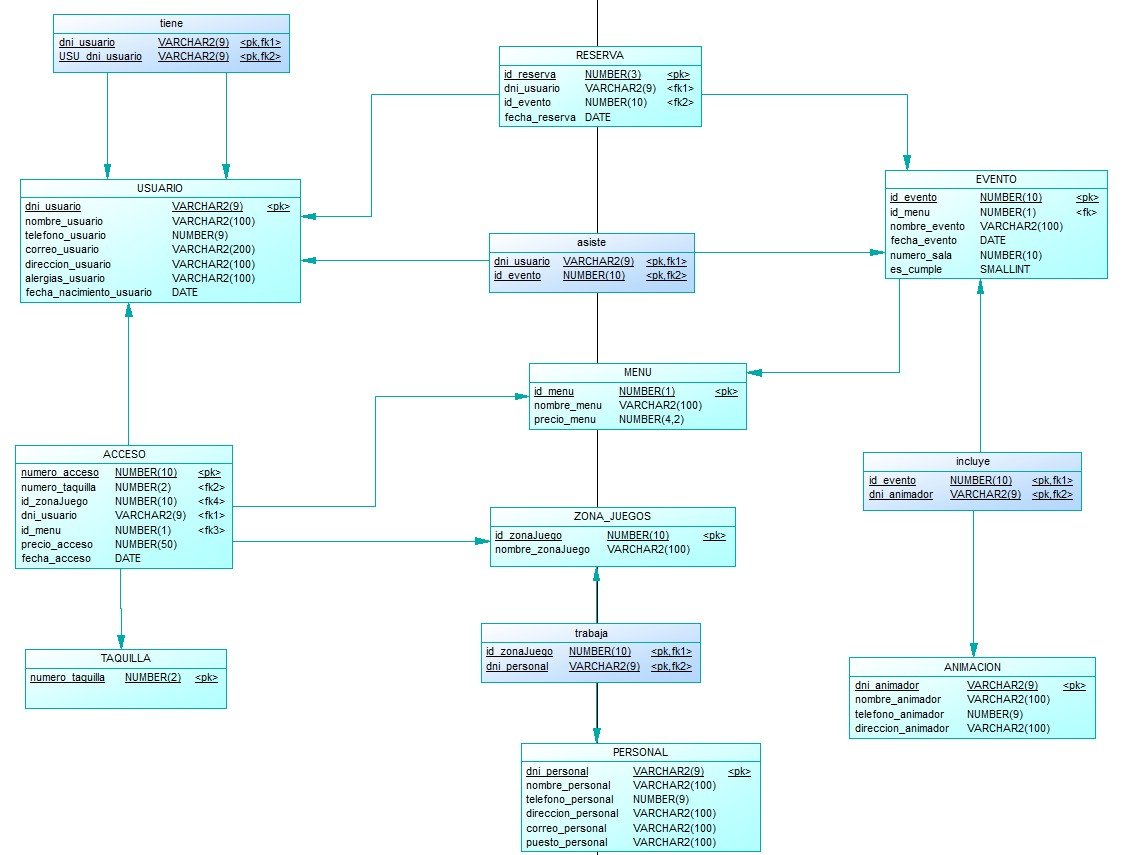 tiene
dni_usuario VARCHAR2(9) <pk,fk1>
USU_dni_usuario VARCHAR2(9) <pk,fk2>
RESERVA
id_reserva NUMBER(3) <pk>
dni_usuario VARCHAR2(9) <fk1>
id_evento NUMBER(10) <fk2>
fecha_reserva DATE
USUARIO
dni_usuario VARCHAR2(9) <pk>
nombre_usuario VARCHAR2(100)
telefono_usuario NUMBER(9)
correo_usuario VARCHAR2(200)
direccion_usuario VARCHAR2(100)
alergias_usuario VARCHAR2(100)
fecha_nacimiento_usuario DATE
EVENTO
id_evento NUMBER(10) <pk>
id_menu NUMBER(1) <fk>
nombre_evento VARCHAR2(100)
fecha_evento DATE
numero_sala NUMBER(10)
es_cumple SMALLINT
asiste
dni_usuario VARCHAR2(9) <pk,fk1>
id_evento NUMBER(10) <pk,fk2>
MENU
id_menu NUMBER(1) <pk>
nombre_menu VARCHAR2(100)
precio_menu NUMBER(4,2)
ACCESO
numero_acceso NUMBER(10) <pk>
numero_taquilla NUMBER(2) <fk2>
id_zonaJuego NUMBER(10) <fk4>
dni_usuario VARCHAR2(9) <fk1>
id_menu NUMBER(1) <fk3>
precio_acceso NUMBER(50)
fecha_acceso DATE
incluye
id_evento NUMBER(10) <pk,fk1>
dni_animador VARCHAR2(9) <pk,fk2>
ZONA_JUEGOS
id_zonaJuego NUMBER(10) <pk>
nombre_zonaJuego VARCHAR2(100)
trabaja
id_zonaJuego NUMBER(10) <pk,fk1>
dni_personal VARCHAR2(9) <pk,fk2>
TAQUILLA
numero_taquilla NUMBER(2) <pk>
ANIMACION
dni_animador VARCHAR2(9) <pk>
nombre_animador VARCHAR2(100)
telefono_animador NUMBER(9)
direccion_animador VARCHAR2(100)
PERSONAL
dni_personal VARCHAR2(9) <pk>
nombre_personal VARCHAR2(100)
telefono_personal NUMBER(9)
direccion_personal VARCHAR2(100)
correo_personal VARCHAR2(100)
puesto_personal VARCHAR2(100)